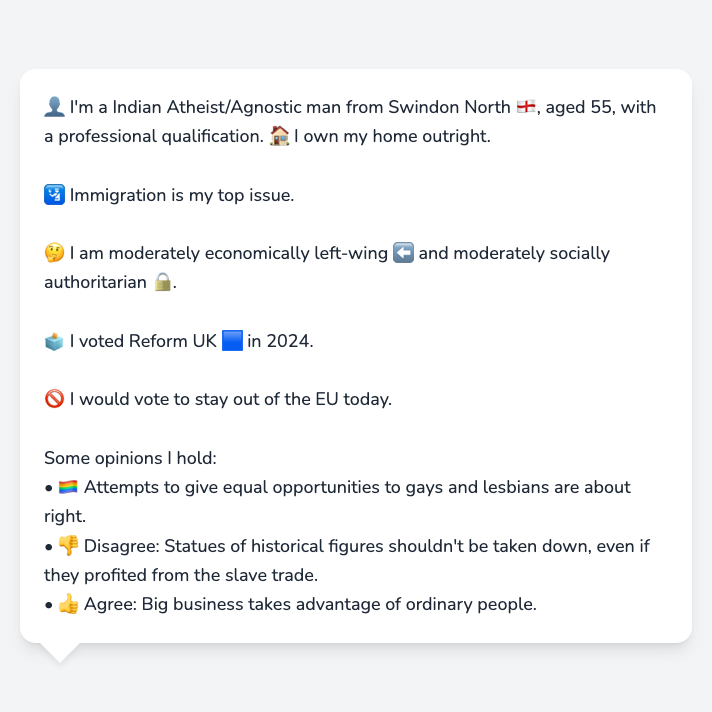 👤 I'm a Indian Atheist/Agnostic man from Swindon North 🏴󠁧󠁢󠁥󠁮󠁧󠁿, aged 55, with
a professional qualification. 🏠 I own my home outright.
🛂 Immigration is my top issue.
🤔 I am moderately economically left-wing ⬅️ and moderately socially
authoritarian 🔒.
🗳️ I voted Reform UK 🟦 in 2024.
🚫 I would vote to stay out of the EU today.
Some opinions I hold:
• 🏳️‍🌈 Attempts to give equal opportunities to gays and lesbians are about
right.
• 👎 Disagree: Statues of historical figures shouldn't be taken down, even if
they profited from the slave trade.
• 👍 Agree: Big business takes advantage of ordinary people.